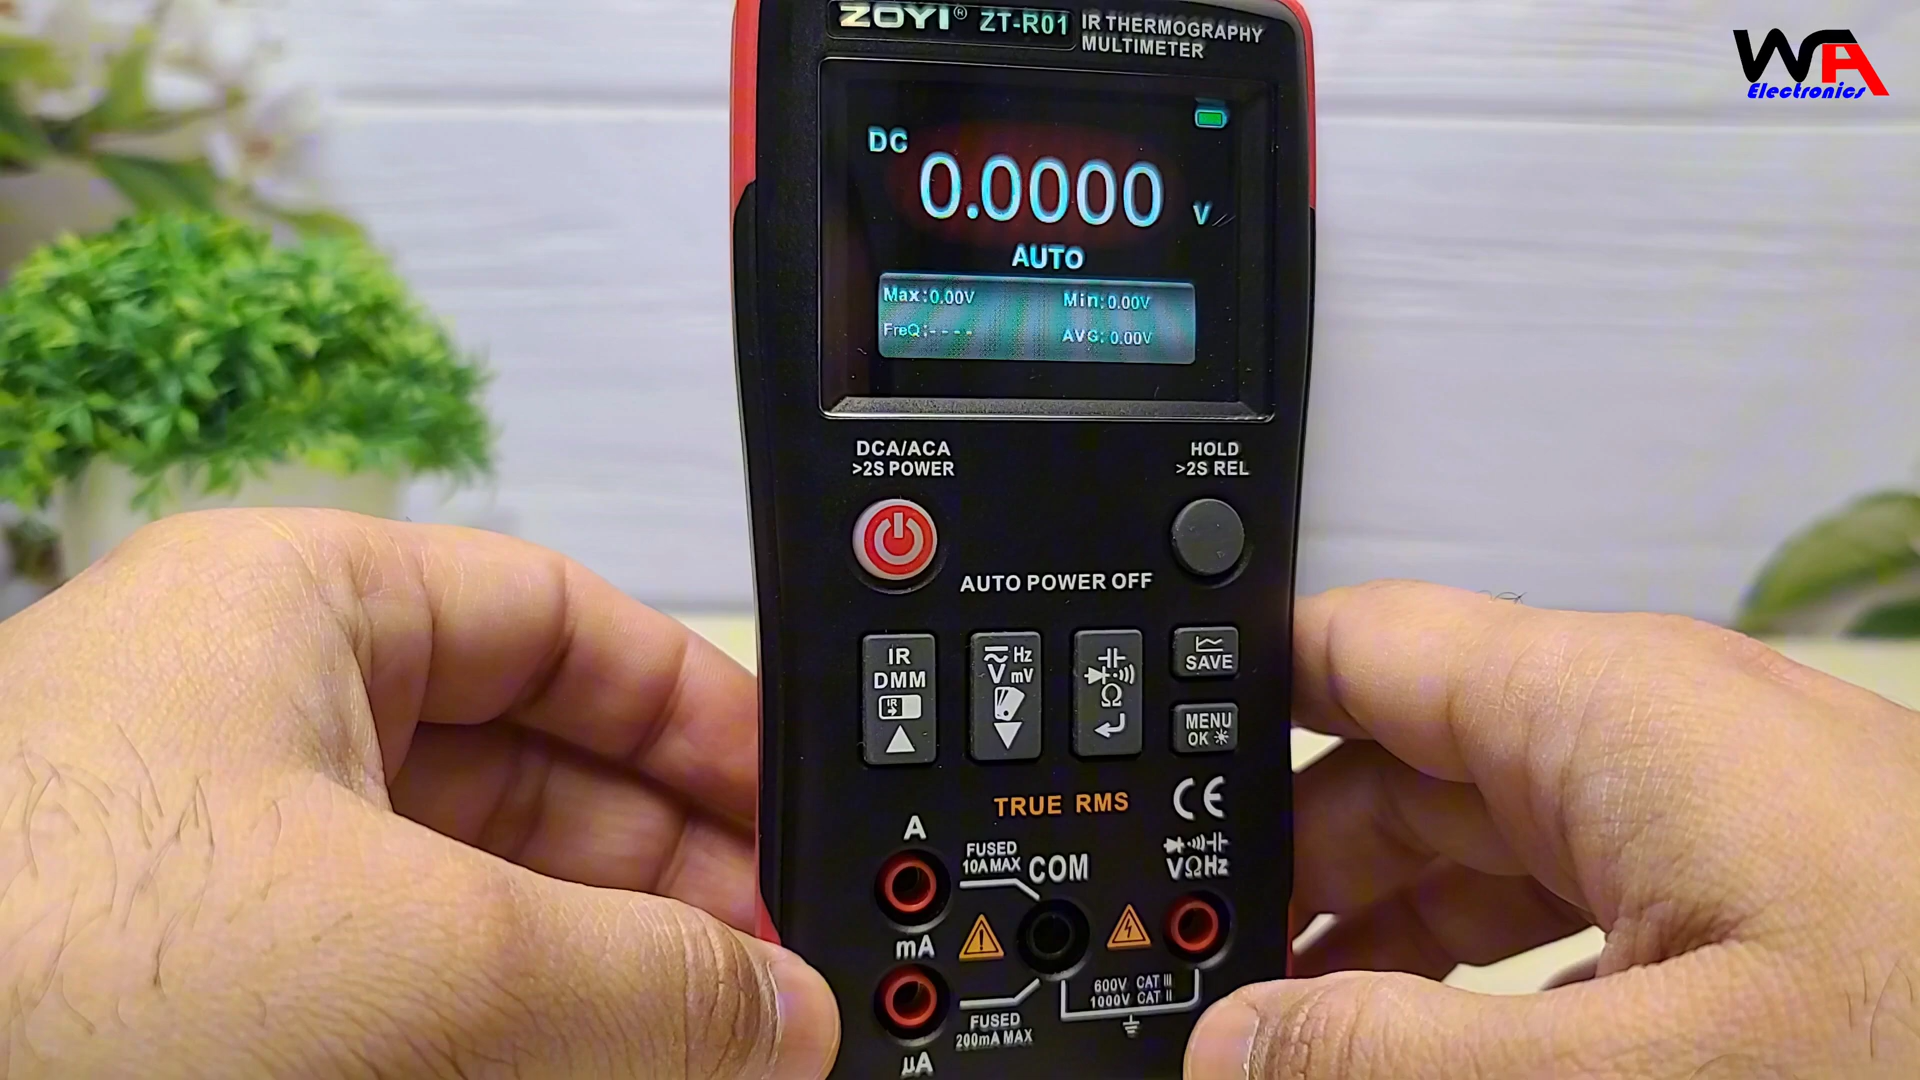 ZOYI® ZT-R01 IR THERMOGRAPHY
MULTIMETER
WA
Electronics
DC
0.0000 V
AUTO
Max:0.00V Min:0.00V
FreQ:---- AVG:0.00V
DCA/ACA
>2S POWER
HOLD
>2S REL
AUTO POWER OFF
IR
DMM
IR
Hz
V mV
Ω
SAVE
MENU
OK
TRUE RMS
CE
A
FUSED
10A MAX
COM
VΩHz
mA
600V CAT III
1000V CAT II
FUSED
200mA MAX
µA